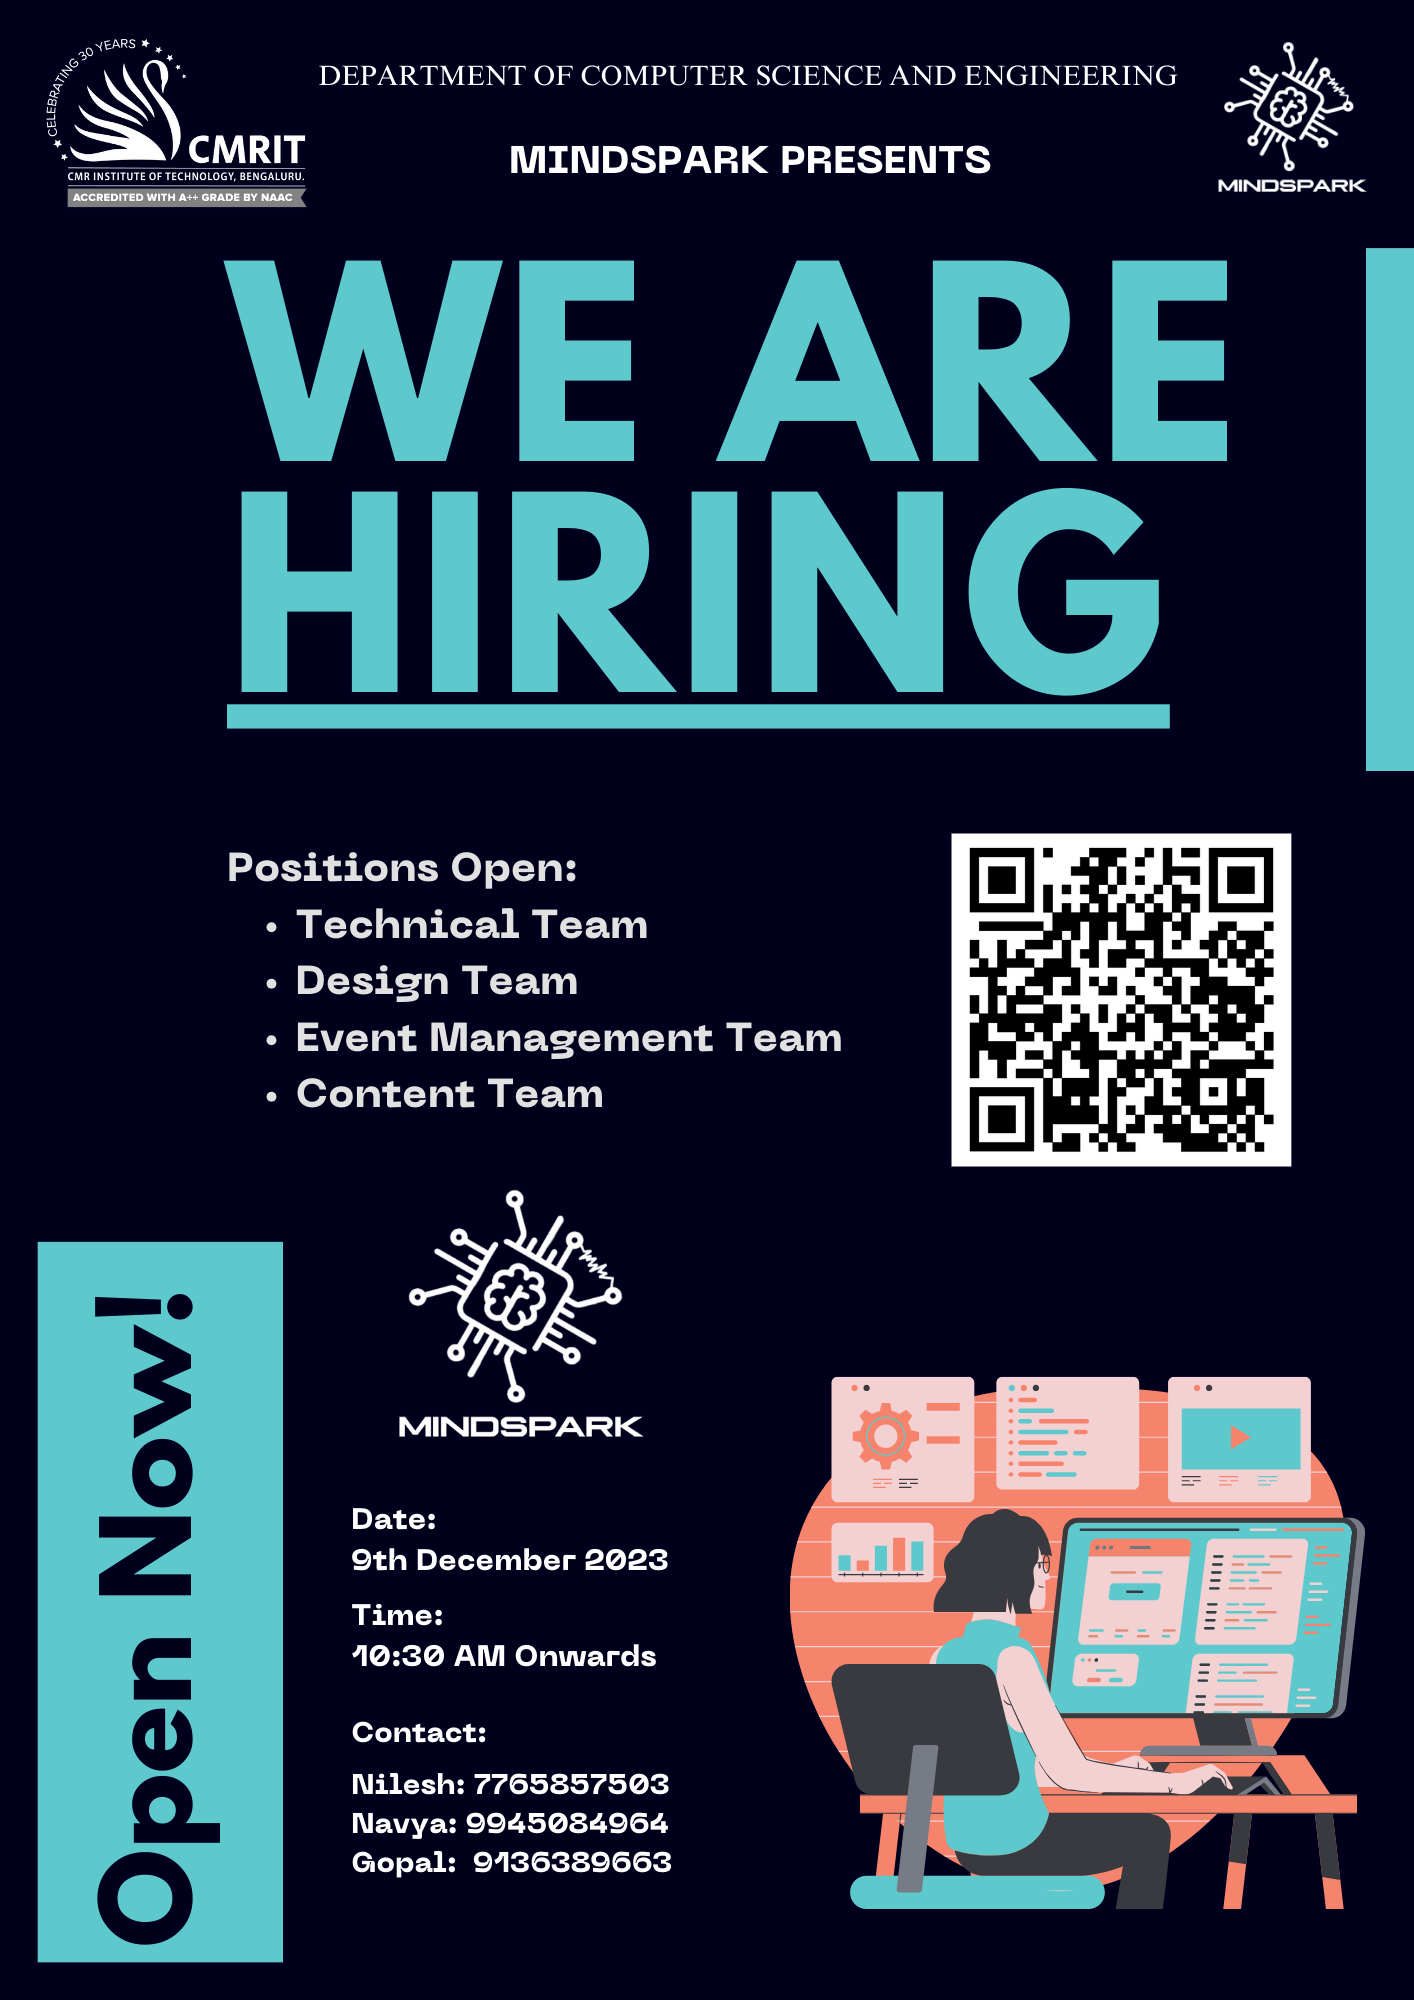 CELEBRATING 30 YEARS
CMRIT
CMR INSTITUTE OF TECHNOLOGY, BENGALURU.
ACCREDITED WITH A++ GRADE BY NAAC
DEPARTMENT OF COMPUTER SCIENCE AND ENGINEERING
MINDSPARK PRESENTS
MINDSPARK
WE ARE
HIRING
Positions Open:
• Technical Team
• Design Team
• Event Management Team
• Content Team
Open Now!
MINDSPARK
Date:
9th December 2023
Time:
10:30 AM Onwards
Contact:
Nilesh: 7765857503
Navya: 9945084964
Gopal: 9136389663